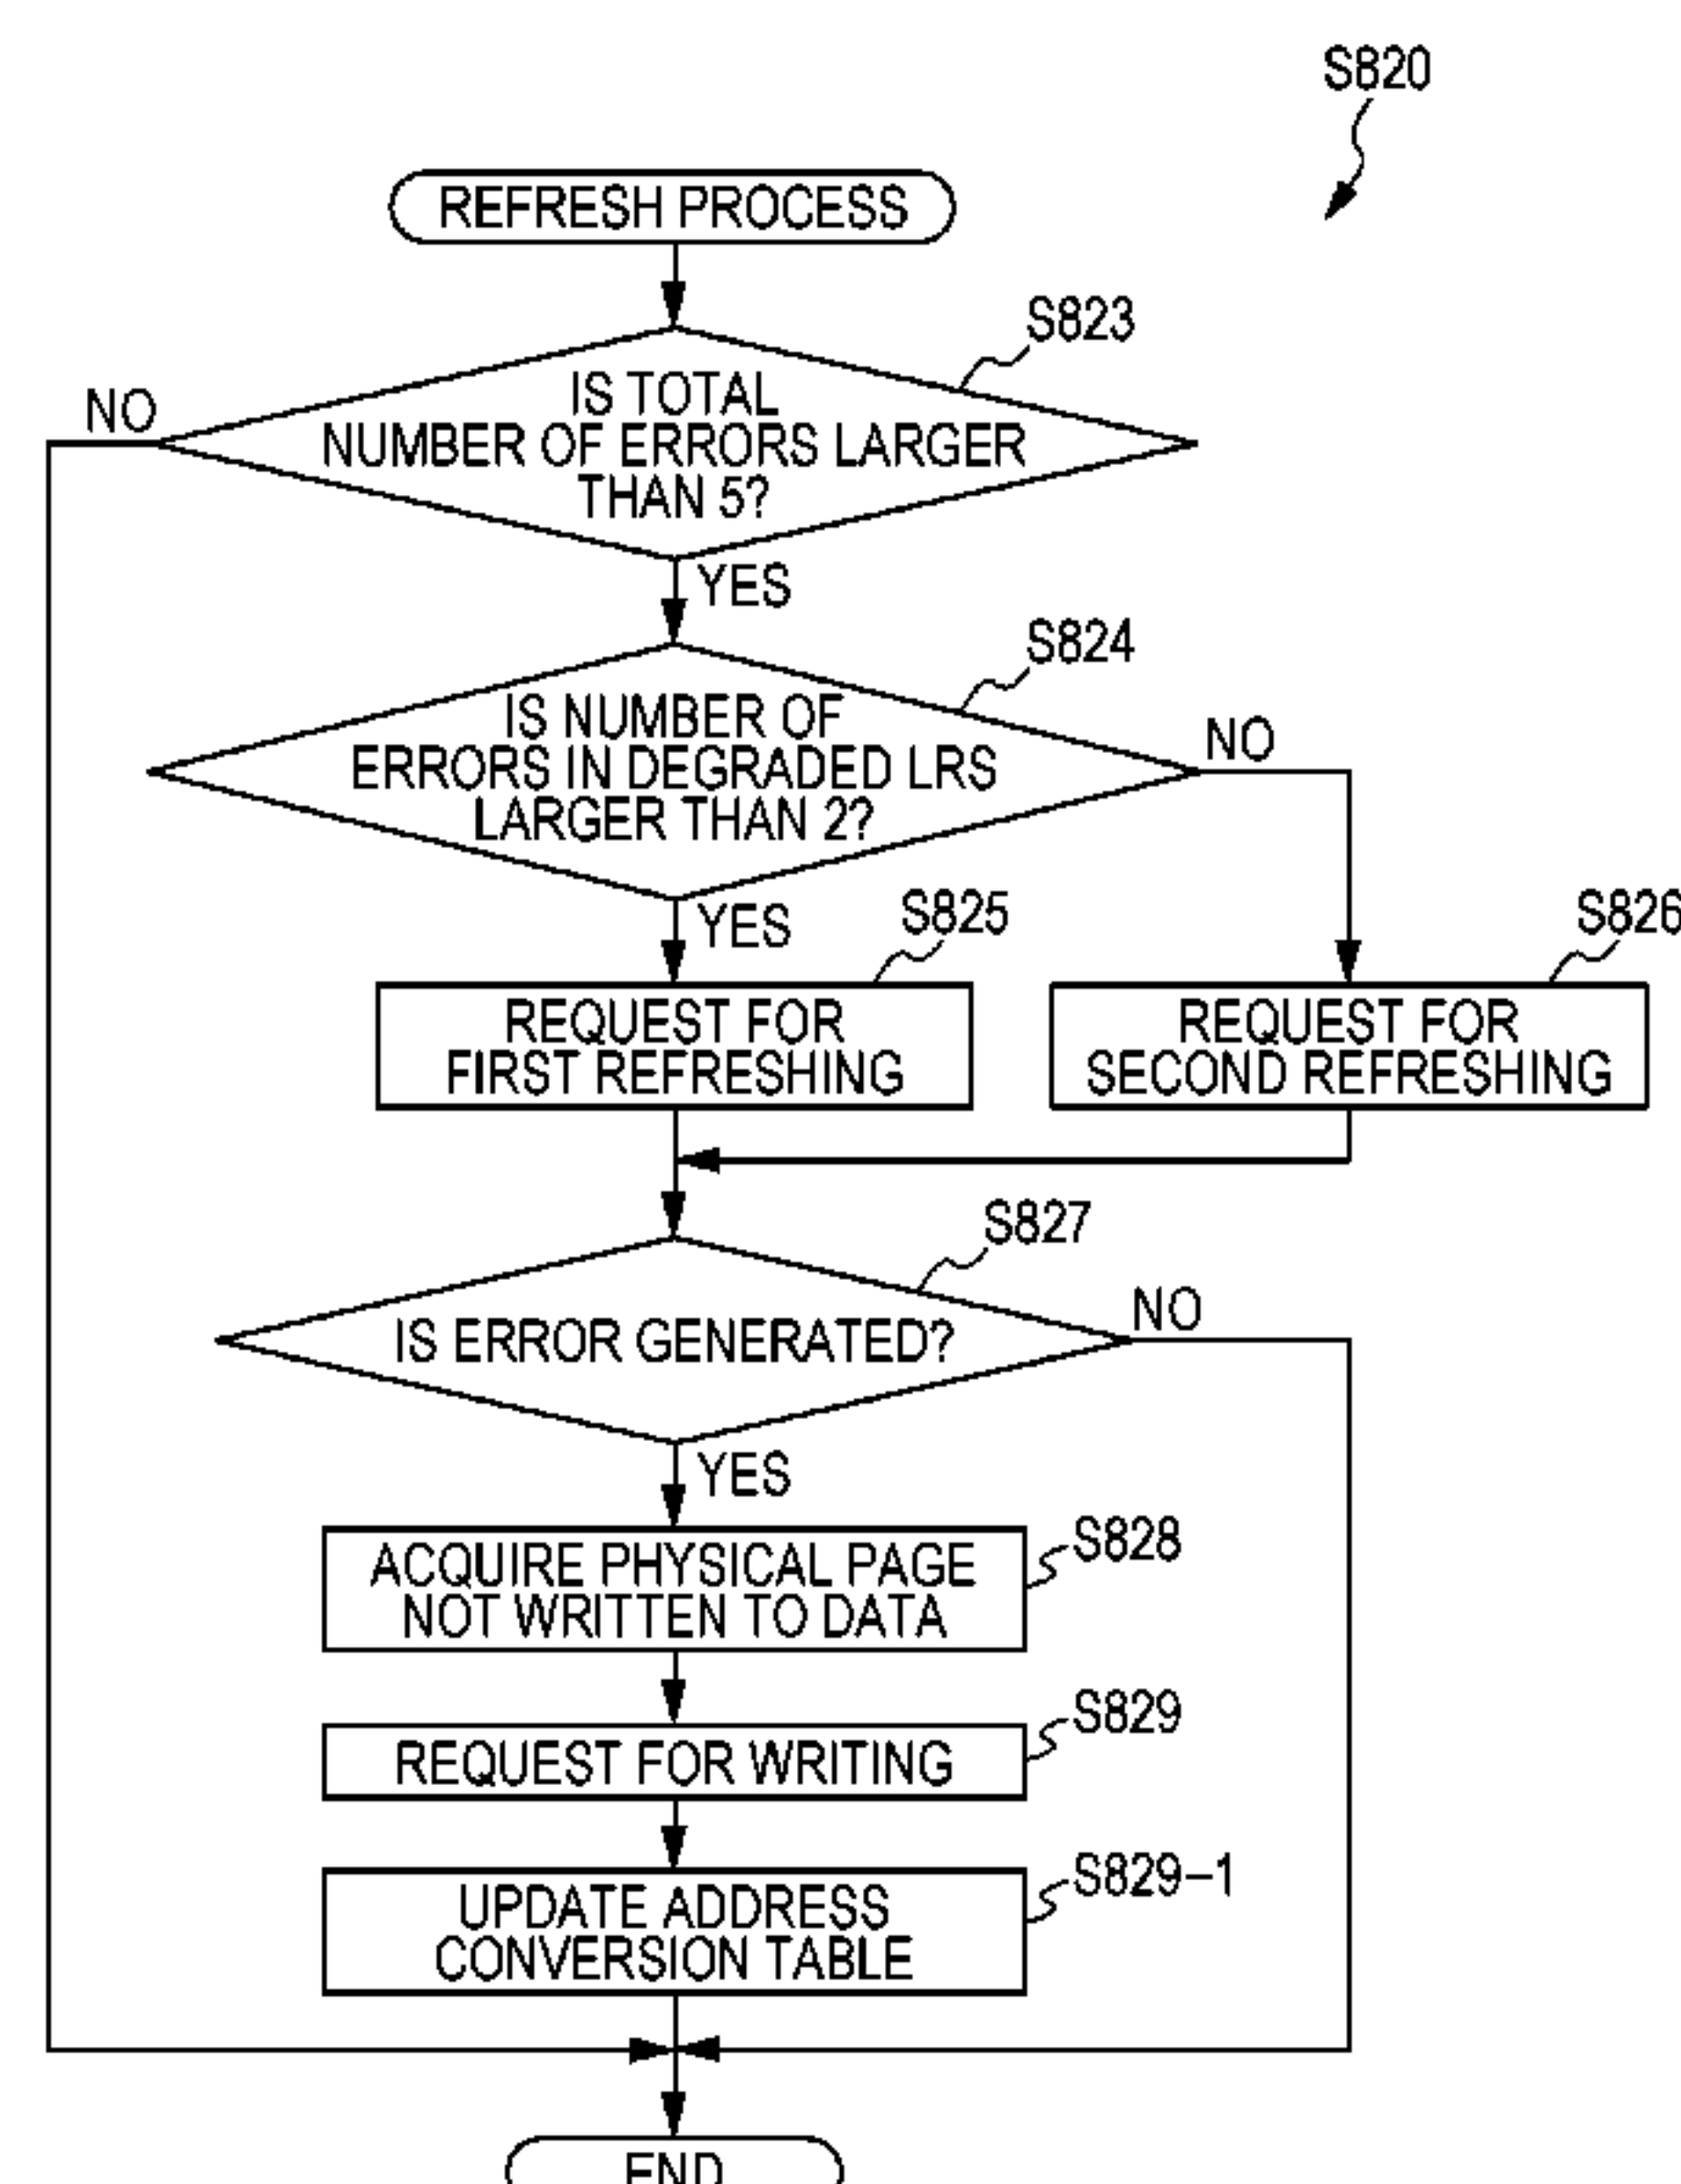 S820
REFRESH PROCESS
S823
IS TOTAL
NUMBER OF ERRORS LARGER
THAN 5?
NO
YES
S824
IS NUMBER OF
ERRORS IN DEGRADED LRS
LARGER THAN 2?
NO
YES
S825
REQUEST FOR
FIRST REFRESHING
S826
REQUEST FOR
SECOND REFRESHING
S827
IS ERROR GENERATED?
NO
YES
S828
ACQUIRE PHYSICAL PAGE
NOT WRITTEN TO DATA
S829
REQUEST FOR WRITING
S829-1
UPDATE ADDRESS
CONVERSION TABLE
END